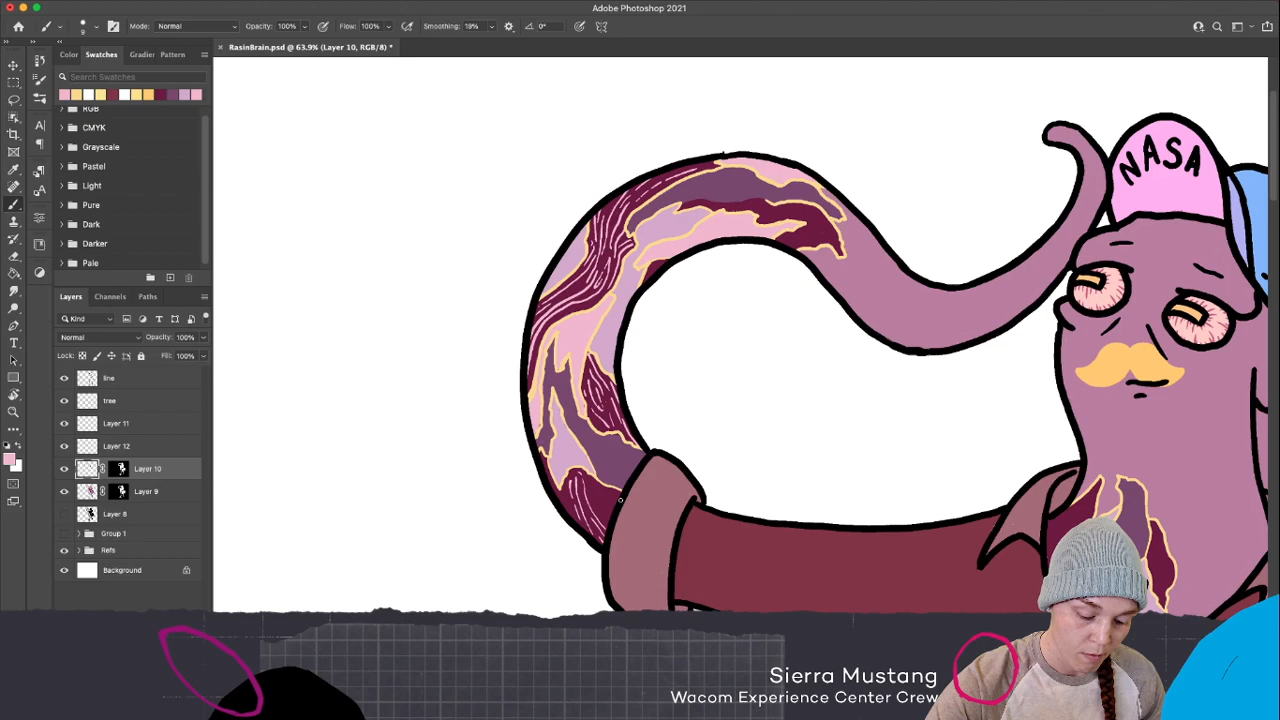 Adobe Photoshop 2021
Mode: Normal
Opacity: 100%
Flow: 100%
Smoothing: 19%
0°
RasinBrain.psd @ 63.9% (Layer 10, RGB/8) *
Color
Swatches
Gradier
Pattern
Search Swatches
RGB
CMYK
Grayscale
Pastel
Light
Pure
Dark
Darker
Pale
Layers
Channels
Paths
Kind
Normal
Opacity: 100%
Lock:
Fill: 100%
line
tree
Layer 11
Layer 12
Layer 10
Layer 9
Layer 8
Group 1
Refs
Background
NASA
Sierra Mustang
Wacom Experience Center Crew